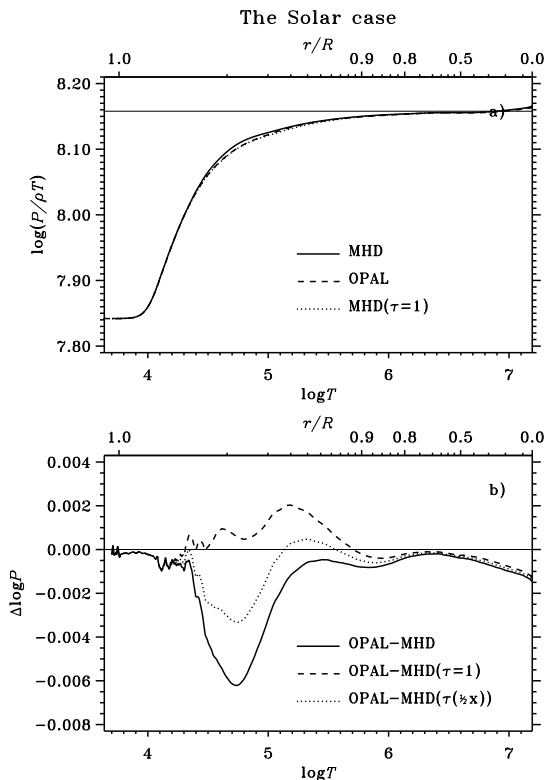 The Solar case
r/R
1.0 0.9 0.8 0.5 0.0
8.20
a)
8.10
log(P/ρT)
8.00
MHD
OPAL
7.90
MHD(τ=1)
7.80
4 5 6 7
logT
r/R
1.0 0.9 0.8 0.5 0.0
0.004
b)
0.002
0.000
ΔlogP
−0.002
−0.004
OPAL−MHD
OPAL−MHD(τ=1)
−0.006
OPAL−MHD(τ(½x))
−0.008
4 5 6 7
logT